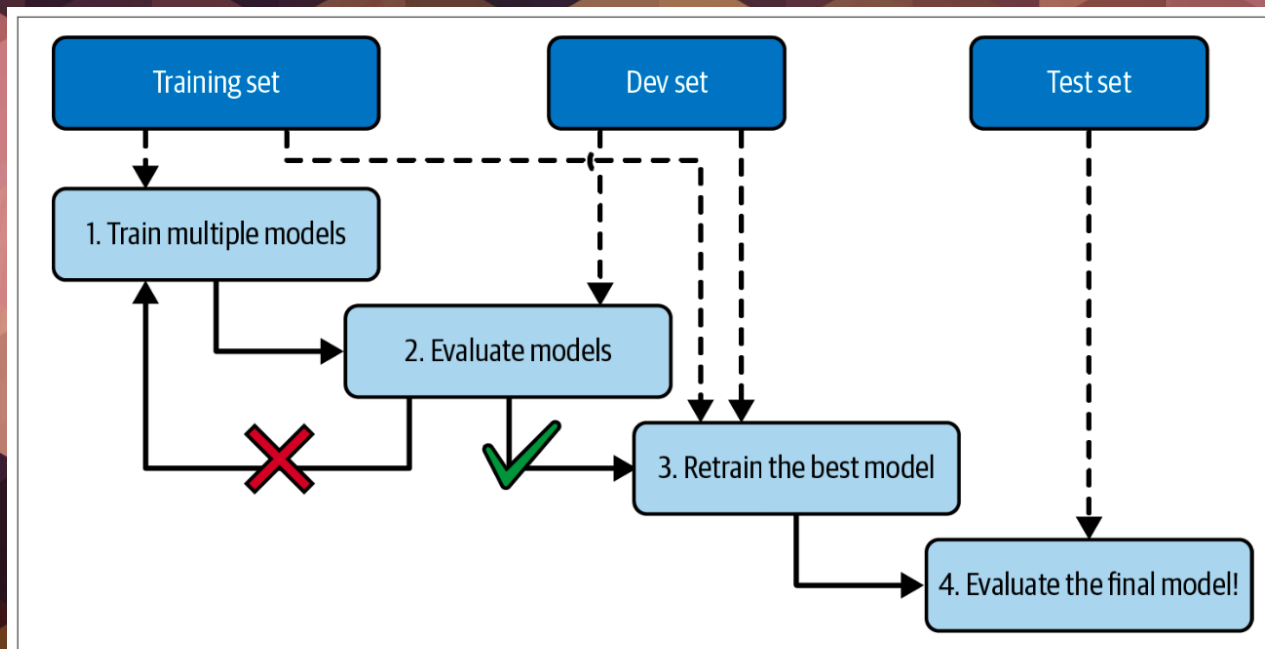 Training set
Dev set
Test set
1. Train multiple models
2. Evaluate models
3. Retrain the best model
4. Evaluate the final model!